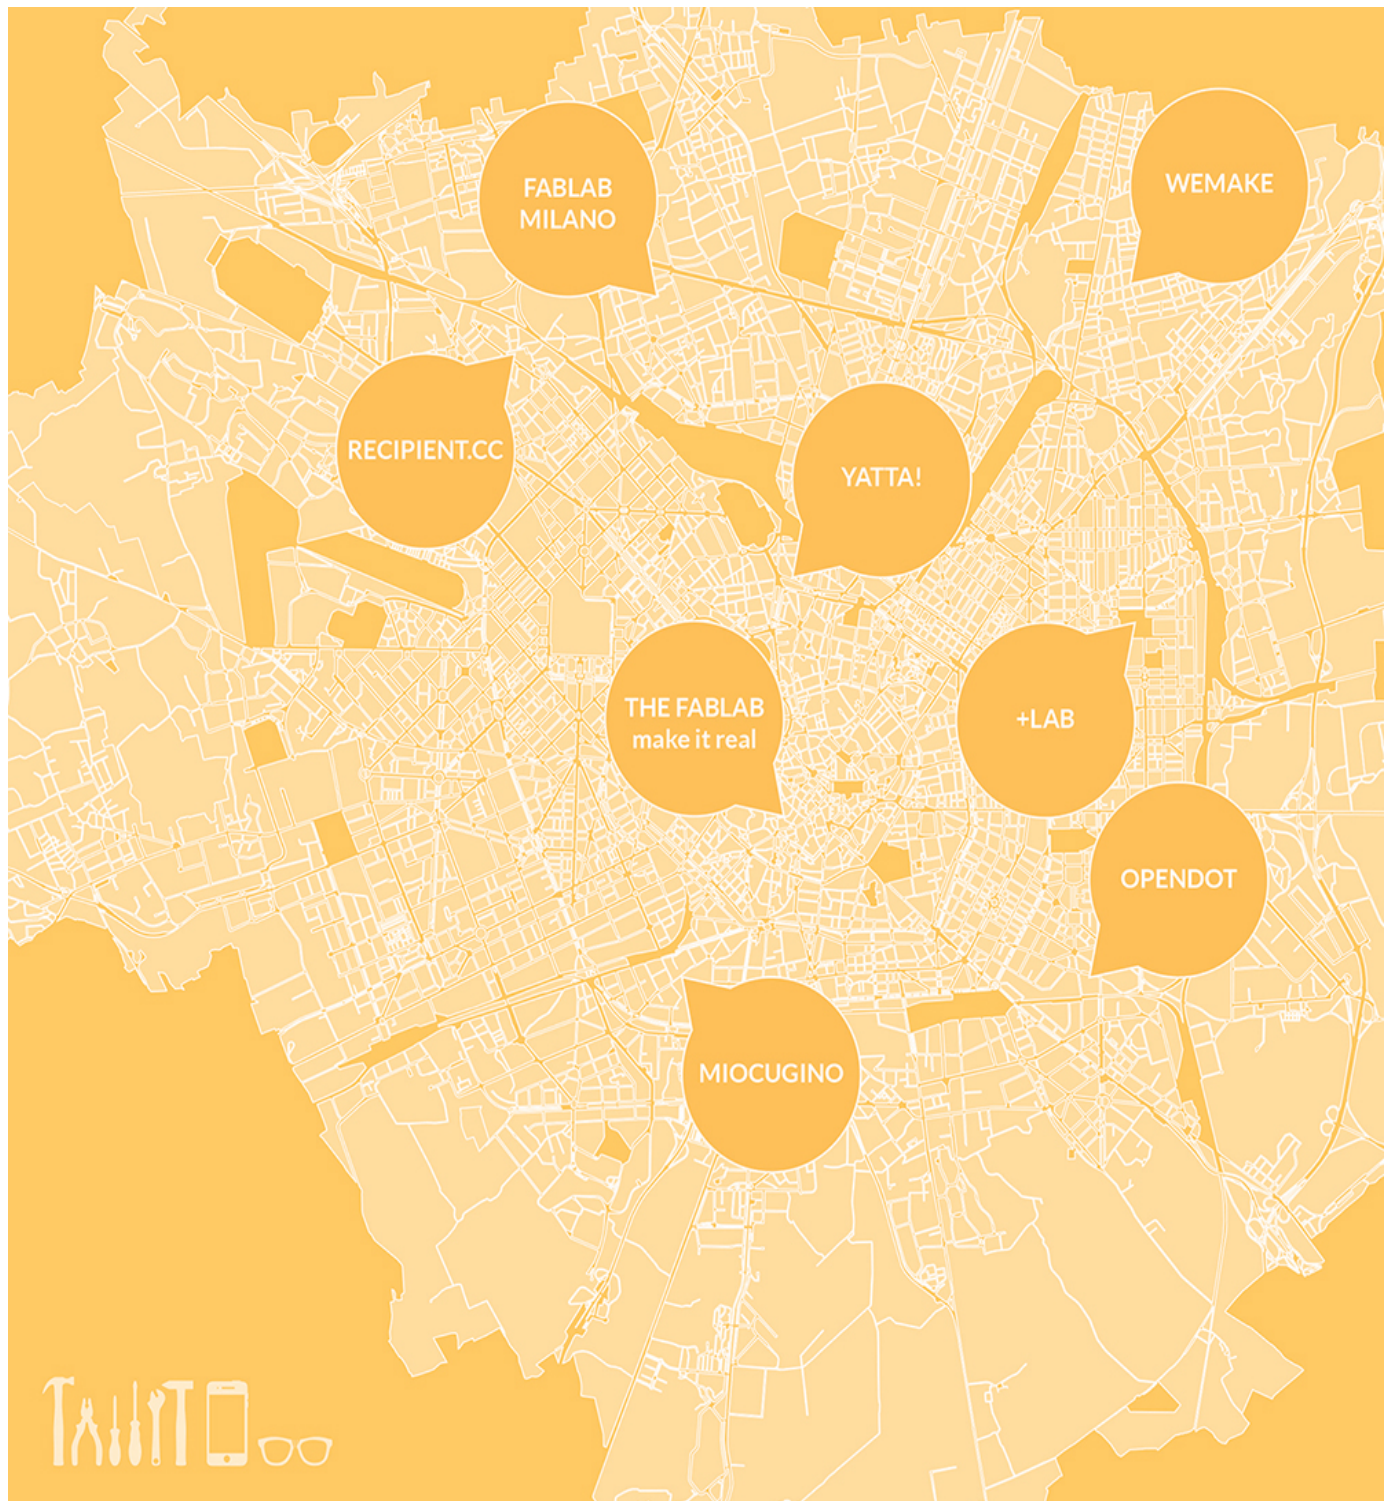 FABLAB
MILANO
WEMAKE
RECIPIENT.CC
YATTA!
THE FABLAB
make it real
+LAB
OPENDOT
MIOCUGINO